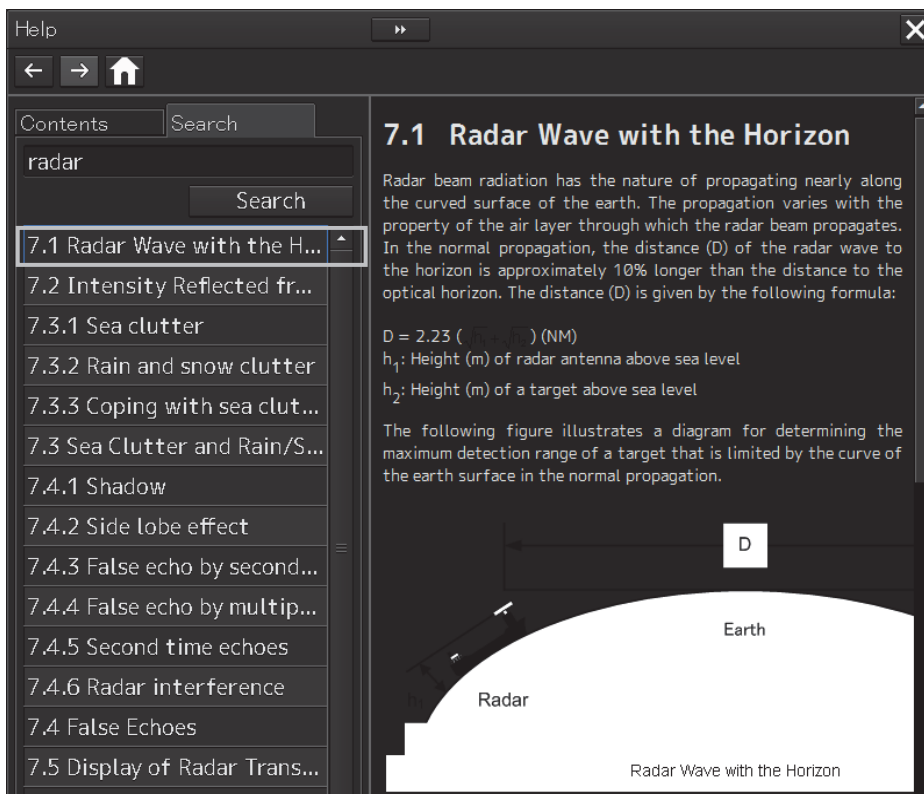 Help
Contents
Search
radar
Search
7.1 Radar Wave with the H...
7.2 Intensity Reflected fr...
7.3.1 Sea clutter
7.3.2 Rain and snow clutter
7.3.3 Coping with sea clut...
7.3 Sea Clutter and Rain/S...
7.4.1 Shadow
7.4.2 Side lobe effect
7.4.3 False echo by second...
7.4.4 False echo by multip...
7.4.5 Second time echoes
7.4.6 Radar interference
7.4 False Echoes
7.5 Display of Radar Trans...
7.1 Radar Wave with the Horizon
Radar beam radiation has the nature of propagating nearly along
the curved surface of the earth. The propagation varies with the
property of the air layer through which the radar beam propagates.
In the normal propagation, the distance (D) of the radar wave to
the horizon is approximately 10% longer than the distance to the
optical horizon. The distance (D) is given by the following formula:
D = 2.23 (√h₁ + √h₂) (NM)
h₁: Height (m) of radar antenna above sea level
h₂: Height (m) of a target above sea level
The following figure illustrates a diagram for determining the
maximum detection range of a target that is limited by the curve of
the earth surface in the normal propagation.
D
Earth
h₁
Radar
Radar Wave with the Horizon